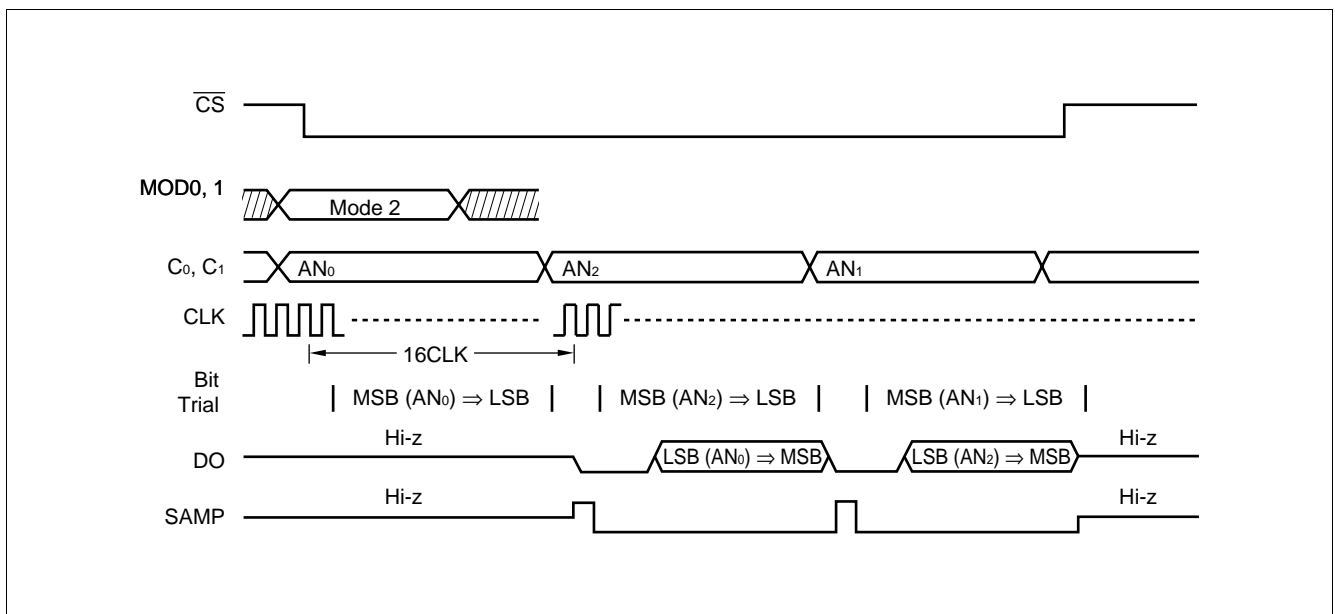 CS
MOD0, 1
Mode 2
C₀, C₁
AN₀
AN₂
AN₁
CLK
16CLK
Bit
Trial
MSB (AN₀) ⇒ LSB
MSB (AN₂) ⇒ LSB
MSB (AN₁) ⇒ LSB
DO
Hi-z
LSB (AN₀) ⇒ MSB
LSB (AN₂) ⇒ MSB
Hi-z
SAMP
Hi-z
Hi-z